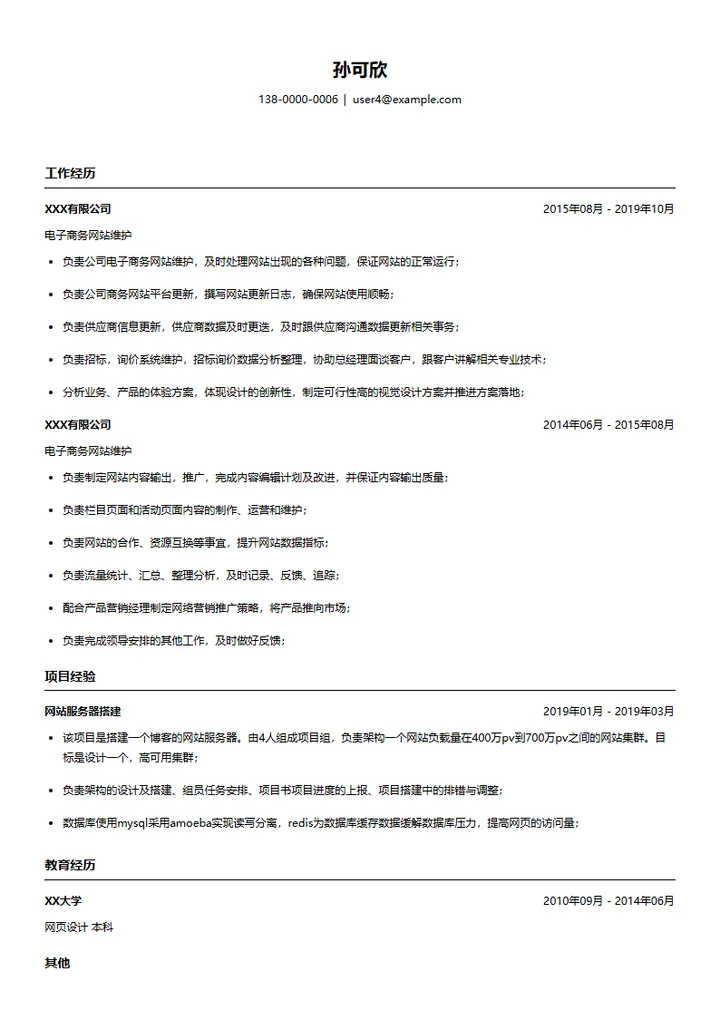 孙可欣
138-0000-0006 | user4@example.com
工作经历
XXX有限公司 2015年08月 - 2019年10月
电子商务网站维护
• 负责公司电子商务网站维护，及时处理网站出现的各种问题，保证网站的正常运行；
• 负责公司商务网站平台更新，撰写网站更新日志，确保网站使用顺畅；
• 负责供应商信息更新，供应商数据及时更迭，及时跟供应商沟通数据更新相关事务；
• 负责招标，询价系统维护，招标询价数据分析整理，协助总经理面谈客户，跟客户讲解相关专业技术；
• 分析业务、产品的体验方案，体现设计的创新性，制定可行性高的视觉设计方案并推进方案落地；
XXX有限公司 2014年06月 - 2015年08月
电子商务网站维护
• 负责制定网站内容输出，推广，完成内容编辑计划及改进，并保证内容输出质量；
• 负责栏目页面和活动页面内容的制作、运营和维护；
• 负责网站的合作、资源互换等事宜，提升网站数据指标；
• 负责流量统计、汇总、整理分析，及时记录、反馈、追踪；
• 配合产品营销经理制定网络营销推广策略，将产品推向市场；
• 负责完成领导安排的其他工作，及时做好反馈；
项目经验
网站服务器搭建 2019年01月 - 2019年03月
• 该项目是搭建一个博客的网站服务器。由4人组成项目组，负责架构一个网站负载量在400万pv到700万pv之间的网站集群。目
标是设计一个，高可用集群；
• 负责架构的设计及搭建、组员任务安排、项目书项目进度的上报、项目搭建中的排错与调整；
• 数据库使用mysql采用amoeba实现读写分离，redis为数据库缓存数据缓解数据库压力，提高网页的访问量；
教育经历
XX大学 2010年09月 - 2014年06月
网页设计 本科
其他